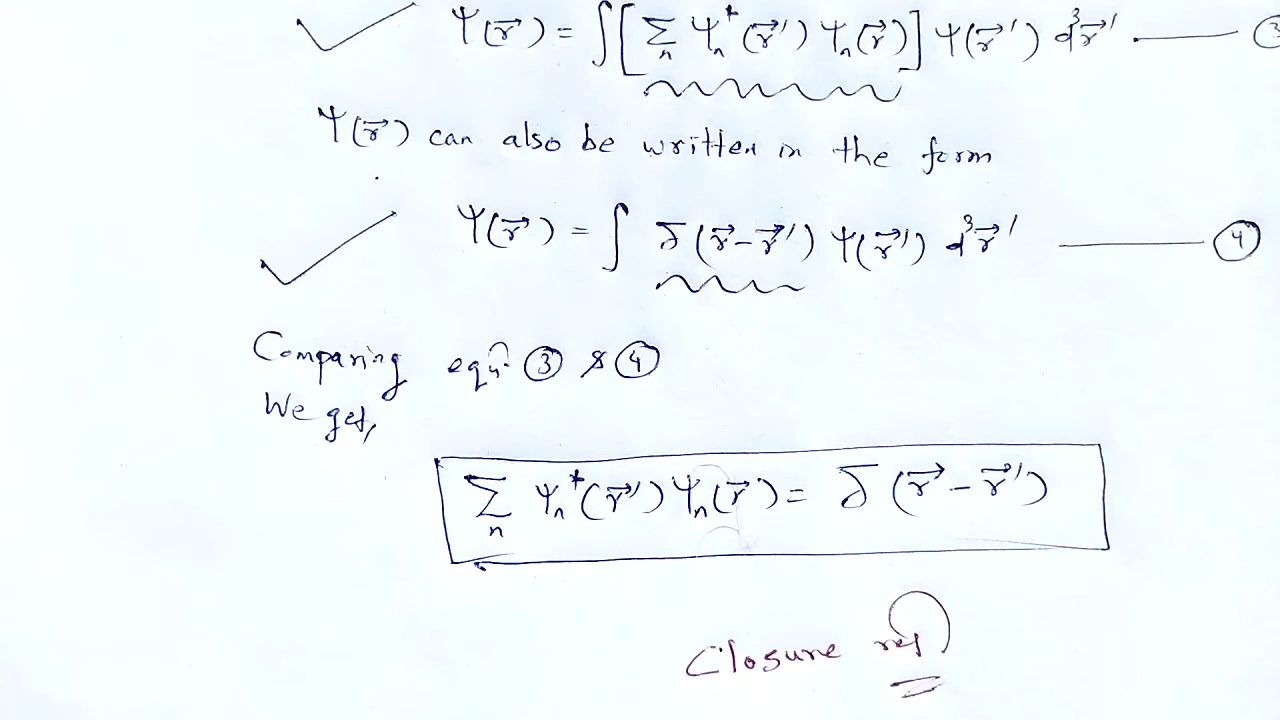 Ψ(r⃗) = ∫[Σₙ Ψₙ*(r⃗′) Ψₙ(r⃗)] Ψ(r⃗′) d³r⃗′. —— ③
Ψ(r⃗) can also be written in the form
Ψ(r⃗) = ∫ δ(r⃗-r⃗′) Ψ(r⃗′) d³r⃗′ —— ④
Comparing eqn ③ & ④
We get,
Σₙ Ψₙ*(r⃗′) Ψₙ(r⃗) = δ(r⃗-r⃗′)
Closure